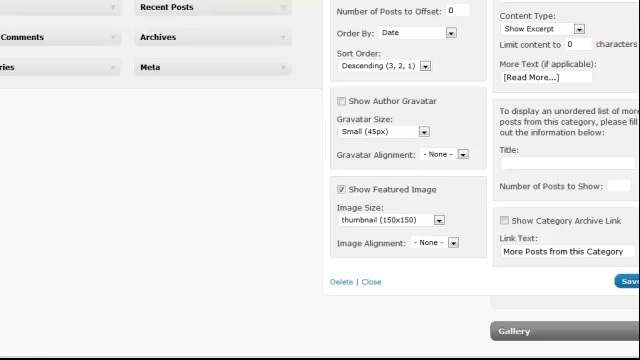 Recent Posts
Comments
Archives
ries
Meta
Number of Posts to Offset: 0
Order By: Date
Sort Order:
Descending (3, 2, 1)
Show Author Gravatar
Gravatar Size:
Small (45px)
Gravatar Alignment: - None -
Show Featured Image
Image Size:
thumbnail (150x150)
Image Alignment: - None -
Delete | Close
Content Type:
Show Excerpt
Limit content to 0 characters
More Text (if applicable):
[Read More...]
To display an unordered list of more
posts from this category, please fill
out the information below:
Title:
Number of Posts to Show:
Show Category Archive Link
Link Text:
More Posts from this Category
Save
Gallery